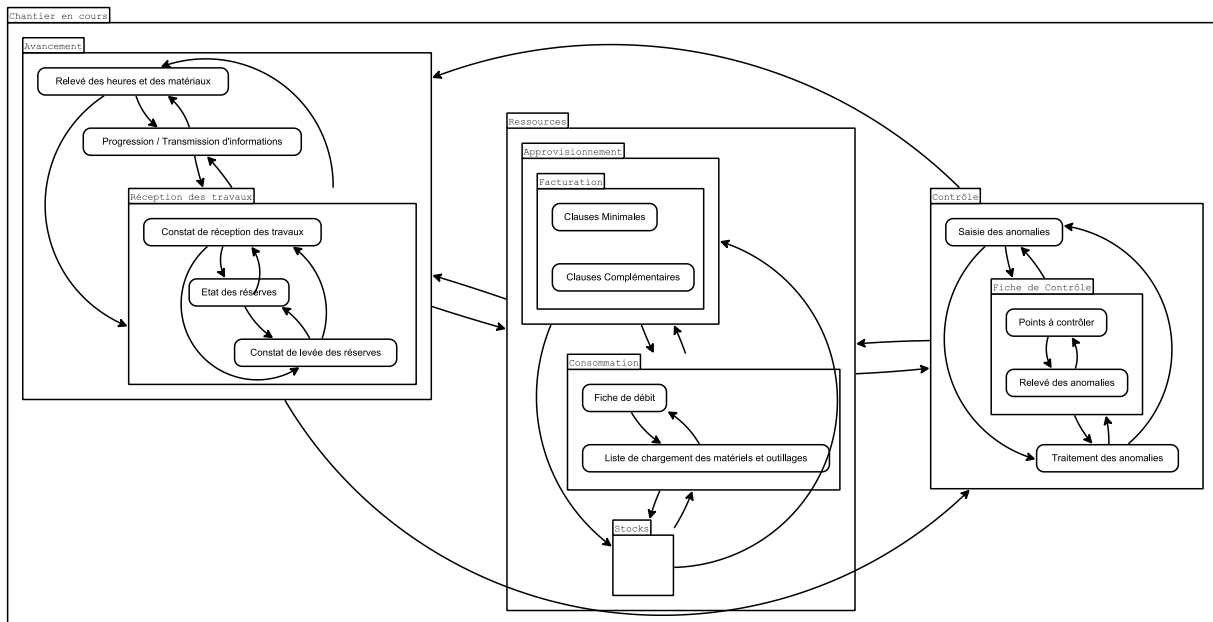 Chantier en cours
Avancement
Relevé des heures et des matériaux
Progression / Transmission d'informations
Réception des travaux
Constat de réception des travaux
Etat des réserves
Constat de levée des réserves
Ressources
Approvisionnement
Facturation
Clauses Minimales
Clauses Complémentaires
Consommation
Fiche de débit
Liste de chargement des matériels et outillages
Stocks
Contrôle
Saisie des anomalies
Fiche de Contrôle
Points à contrôler
Relevé des anomalies
Traitement des anomalies